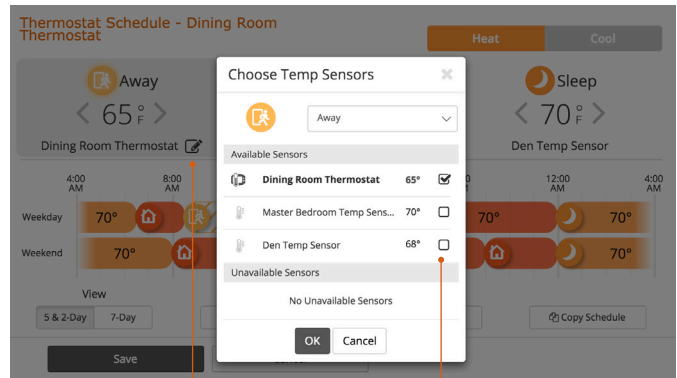 Thermostat Schedule - Dining Room
Thermostat
Heat
Cool
Away
65 °F
Dining Room Thermostat
Sleep
70 °F
Den Temp Sensor
Choose Temp Sensors
Away
Available Sensors
Dining Room Thermostat 65°
Master Bedroom Temp Sens... 70°
Den Temp Sensor 68°
Unavailable Sensors
No Unavailable Sensors
OK
Cancel
4:00
AM
8:00
AM
12:00
AM
4:00
AM
Weekday
70°
70°
70°
Weekend
70°
70°
View
5 & 2-Day
7-Day
Copy Schedule
Save